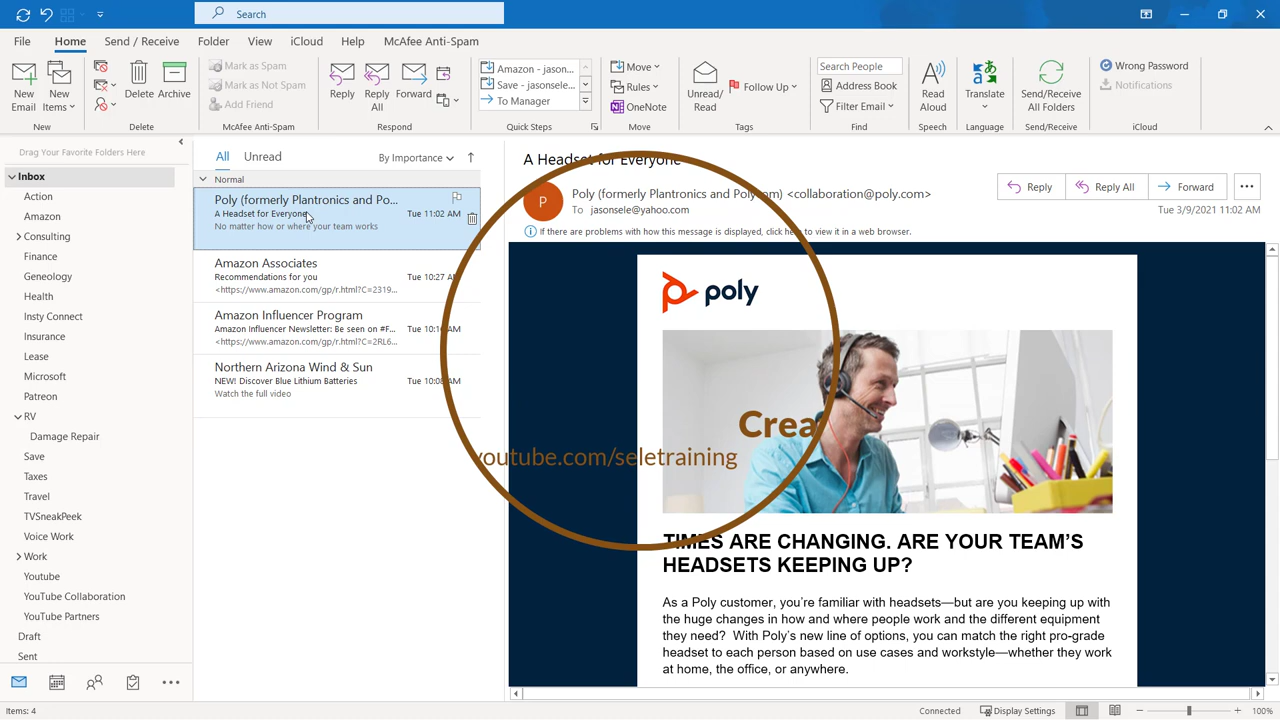 Search
File Home Send / Receive Folder View iCloud Help McAfee Anti-Spam
New Email
New Items
New
Delete
Archive
Delete
Mark as Spam
Mark as Not Spam
Add Friend
McAfee Anti-Spam
Reply
Reply All
Forward
Respond
Amazon - jason...
Save - jasonsele...
To Manager
Quick Steps
Move
Rules
OneNote
Move
Unread/ Read
Follow Up
Tags
Search People
Address Book
Filter Email
Find
Read Aloud
Speech
Translate
Language
Send/Receive All Folders
Send/Receive
Wrong Password
Notifications
iCloud
Drag Your Favorite Folders Here
Inbox
Action
Amazon
Consulting
Finance
Geneology
Health
Insty Connect
Insurance
Lease
Microsoft
Patreon
RV
Damage Repair
Save
Taxes
Travel
TVSneakPeek
Voice Work
Work
Youtube
YouTube Collaboration
YouTube Partners
Draft
Sent
All Unread By Importance
Normal
Poly (formerly Plantronics and Po...
A Headset for Everyone Tue 11:02 AM
No matter how or where your team works
Amazon Associates
Recommendations for you Tue 10:27 AM
<https://www.amazon.com/gp/r.html?C=2319...
Amazon Influencer Program
Amazon Influencer Newsletter: Be seen on #F... Tue 10:16 AM
<https://www.amazon.com/gp/r.html?C=2RL6...
Northern Arizona Wind & Sun
NEW! Discover Blue Lithium Batteries Tue 10:08 AM
Watch the full video
A Headset for Everyone
P
Poly (formerly Plantronics and Polycom) <collaboration@poly.com>
To jasonsele@yahoo.com
Reply Reply All Forward
Tue 3/9/2021 11:02 AM
If there are problems with how this message is displayed, click here to view it in a web browser.
poly
Crea
youtube.com/seletraining
TIMES ARE CHANGING. ARE YOUR TEAM'S
HEADSETS KEEPING UP?
As a Poly customer, you're familiar with headsets—but are you keeping up with
the huge changes in how and where people work and the different equipment
they need? With Poly's new line of options, you can match the right pro-grade
headset to each person based on use cases and workstyle—whether they work
at home, the office, or anywhere.
Items: 4
Connected Display Settings 100%